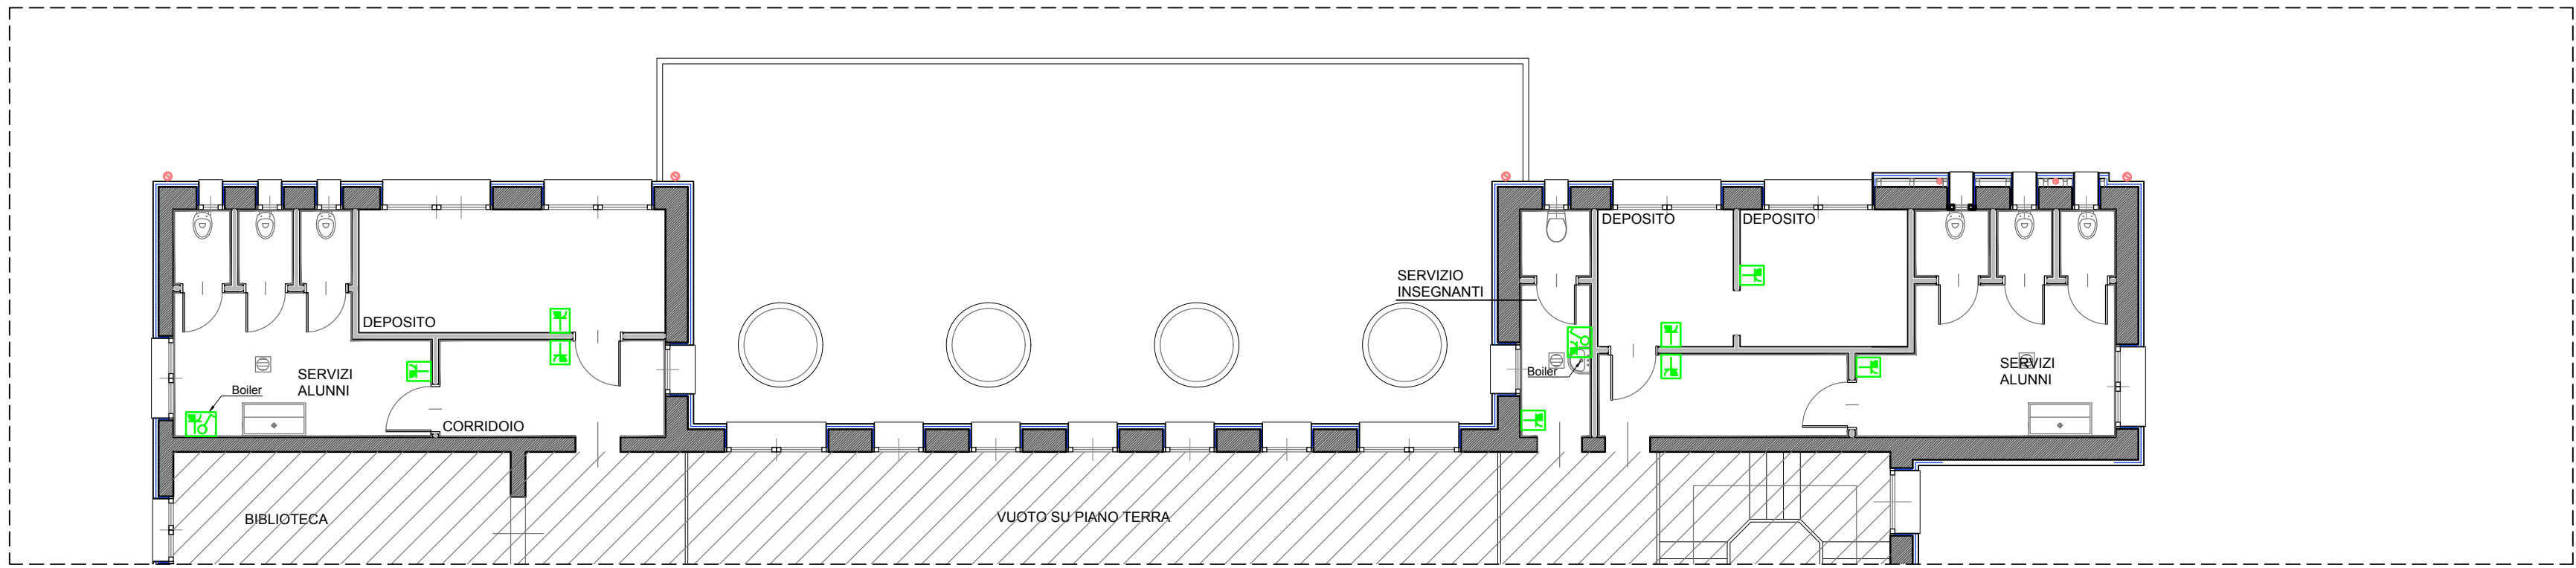 DEPOSITO
DEPOSITO
SERVIZIO
INSEGNANTI
DEPOSITO
SERVIZI
ALUNNI
Boiler
CORRIDOIO
Boiler
SERVIZI
ALUNNI
BIBLIOTECA
VUOTO SU PIANO TERRA